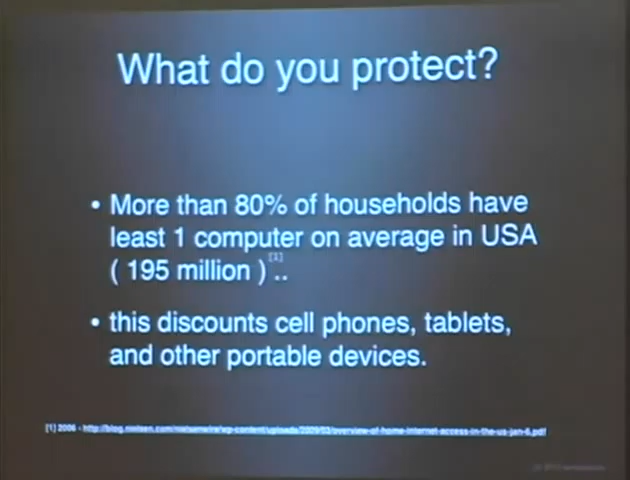 What do you protect?
• More than 80% of households have
least 1 computer on average in USA
( 195 million ) [1] ..
• this discounts cell phones, tablets,
and other portable devices.
[1] 2006 - http://blog.nielsen.com/nielsenwire/wp-content/uploads/2009/03/overview-of-home-internet-access-in-the-us-jan-6.pdf